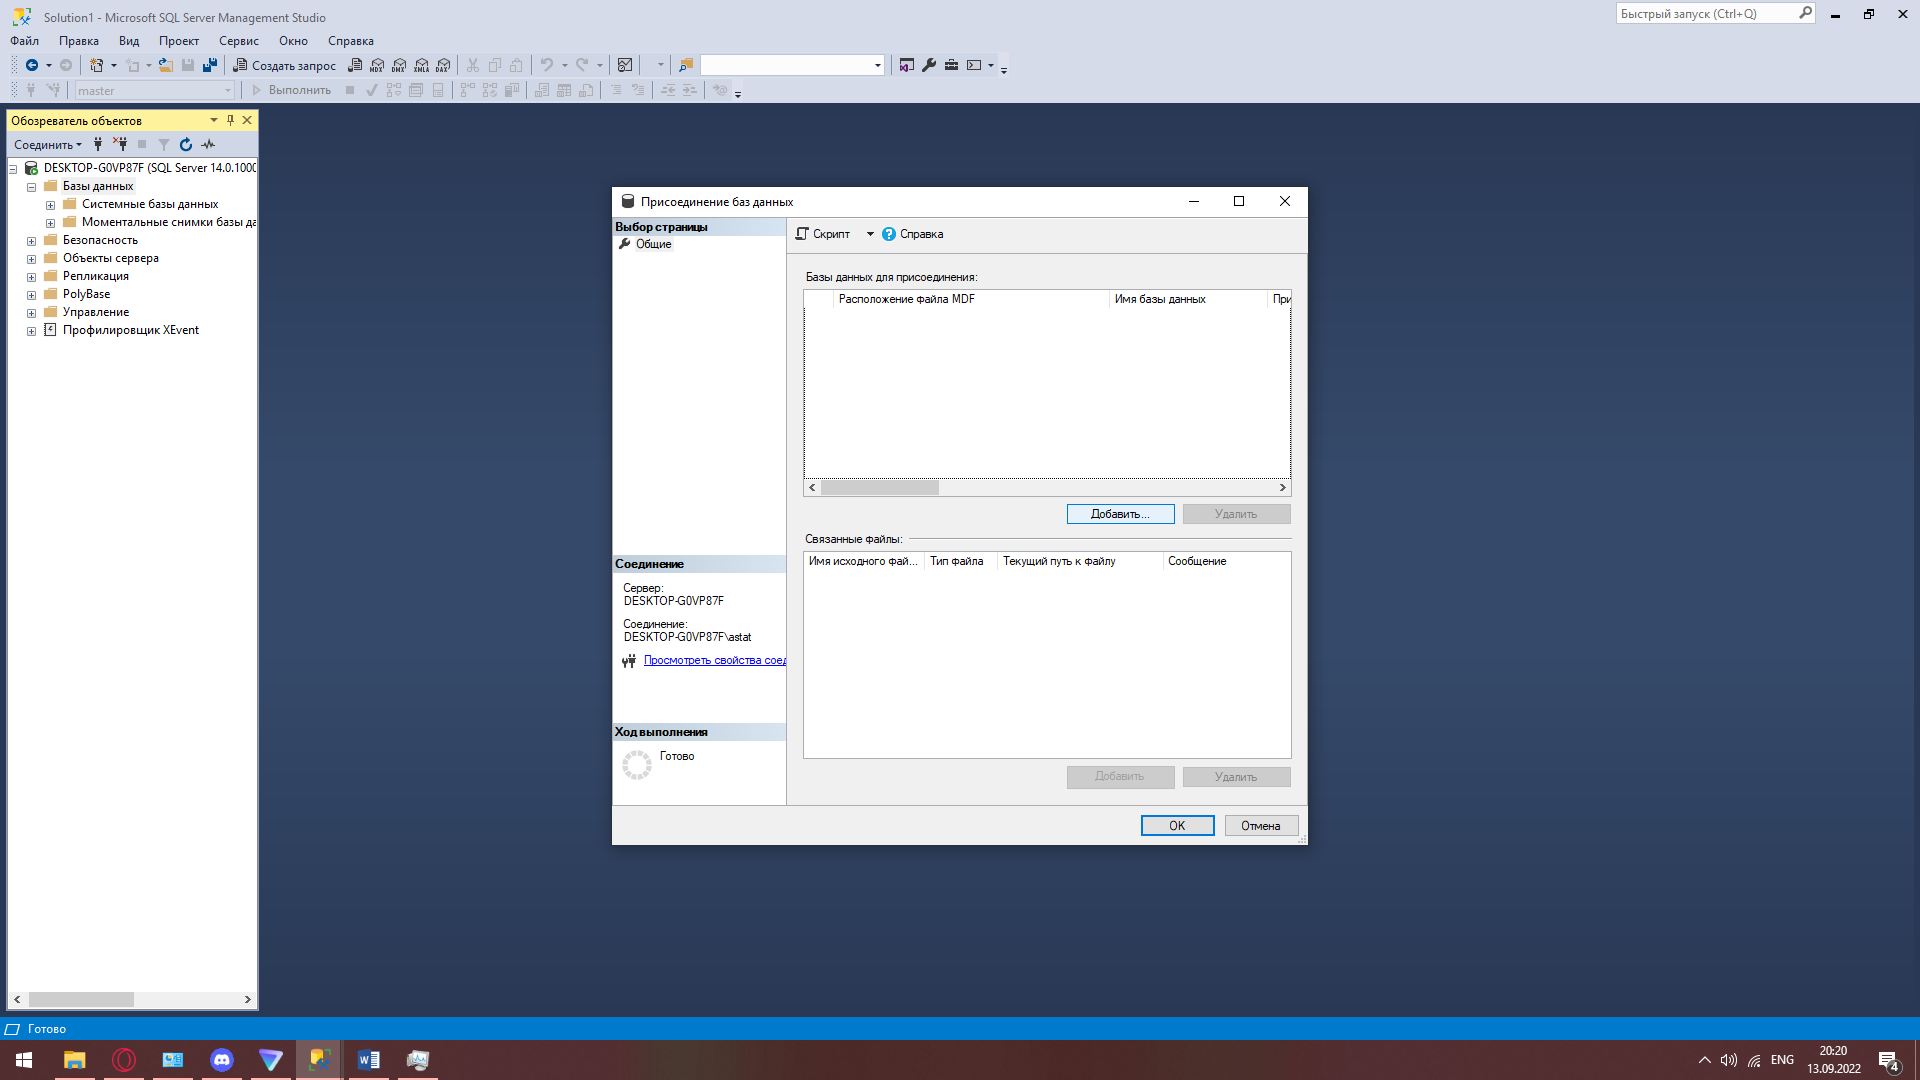 Solution1 - Microsoft SQL Server Management Studio
Быстрый запуск (Ctrl+Q)
Файл Правка Вид Проект Сервис Окно Справка
Создать запрос
MDX DMX XMLA DAX
master
Выполнить
Обозреватель объектов
Соединить
DESKTOP-G0VP87F (SQL Server 14.0.1000
Базы данных
Системные базы данных
Моментальные снимки базы да
Безопасность
Объекты сервера
Репликация
PolyBase
Управление
Профилировщик XEvent
Присоединение баз данных
Выбор страницы
Общие
Скрипт
Справка
Базы данных для присоединения:
Расположение файла MDF
Имя базы данных
При
Добавить...
Удалить
Связанные файлы:
Имя исходного фай...
Тип файла
Текущий путь к файлу
Сообщение
Соединение
Сервер:
DESKTOP-G0VP87F
Соединение:
DESKTOP-G0VP87F\astat
Просмотреть свойства соед
Ход выполнения
Готово
Добавить
Удалить
OK
Отмена
Готово
ENG
20:20
13.09.2022
4